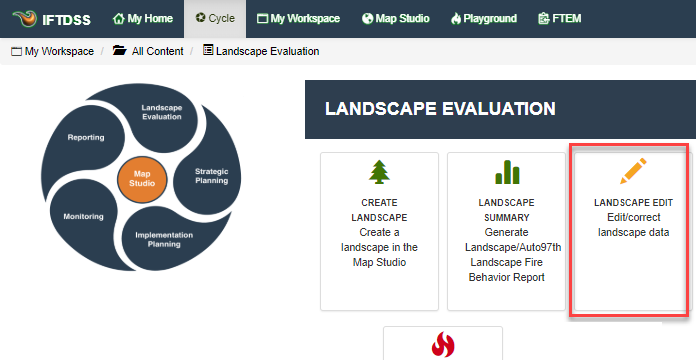 IFTDSS My Home Cycle My Workspace Map Studio Playground FTEM
My Workspace / All Content / Landscape Evaluation
Landscape
Evaluation
Reporting
Strategic
Planning
Map
Studio
Monitoring
Implementation
Planning
LANDSCAPE EVALUATION
CREATE
LANDSCAPE
Create a
landscape in the
Map Studio
LANDSCAPE
SUMMARY
Generate
Landscape/Auto97th
Landscape Fire
Behavior Report
LANDSCAPE EDIT
Edit/correct
landscape data